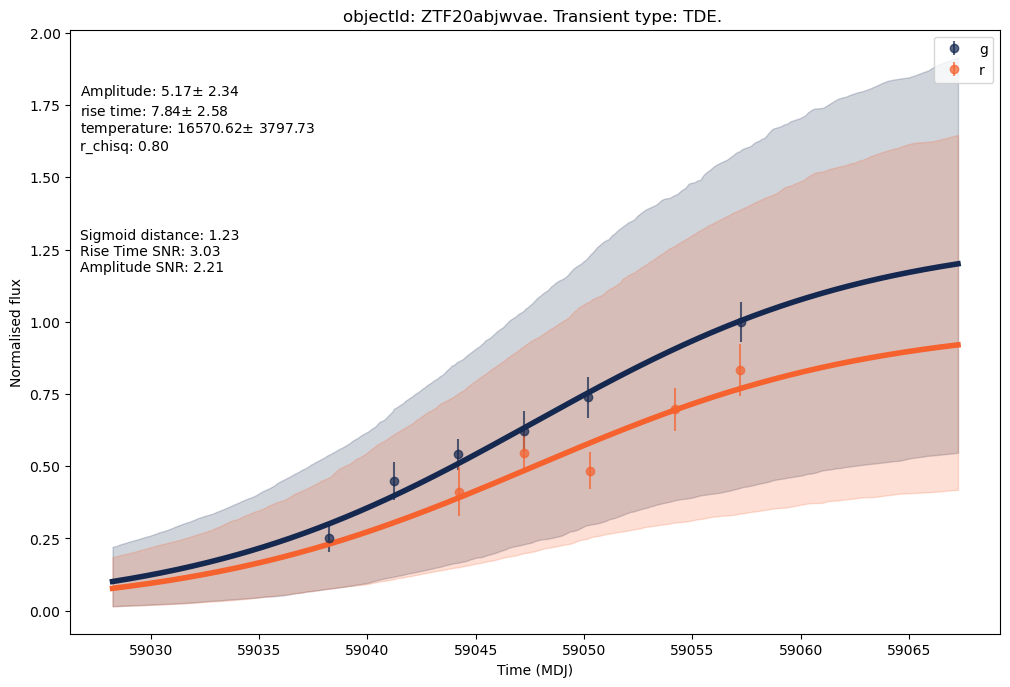 objectId: ZTF20abjwvae. Transient type: TDE.
2.00
1.75
1.50
1.25
1.00
0.75
0.50
0.25
0.00
Normalised flux
Amplitude: 5.17± 2.34
rise time: 7.84± 2.58
temperature: 16570.62± 3797.73
r_chisq: 0.80
Sigmoid distance: 1.23
Rise Time SNR: 3.03
Amplitude SNR: 2.21
g
r
59030 59035 59040 59045 59050 59055 59060 59065
Time (MDJ)